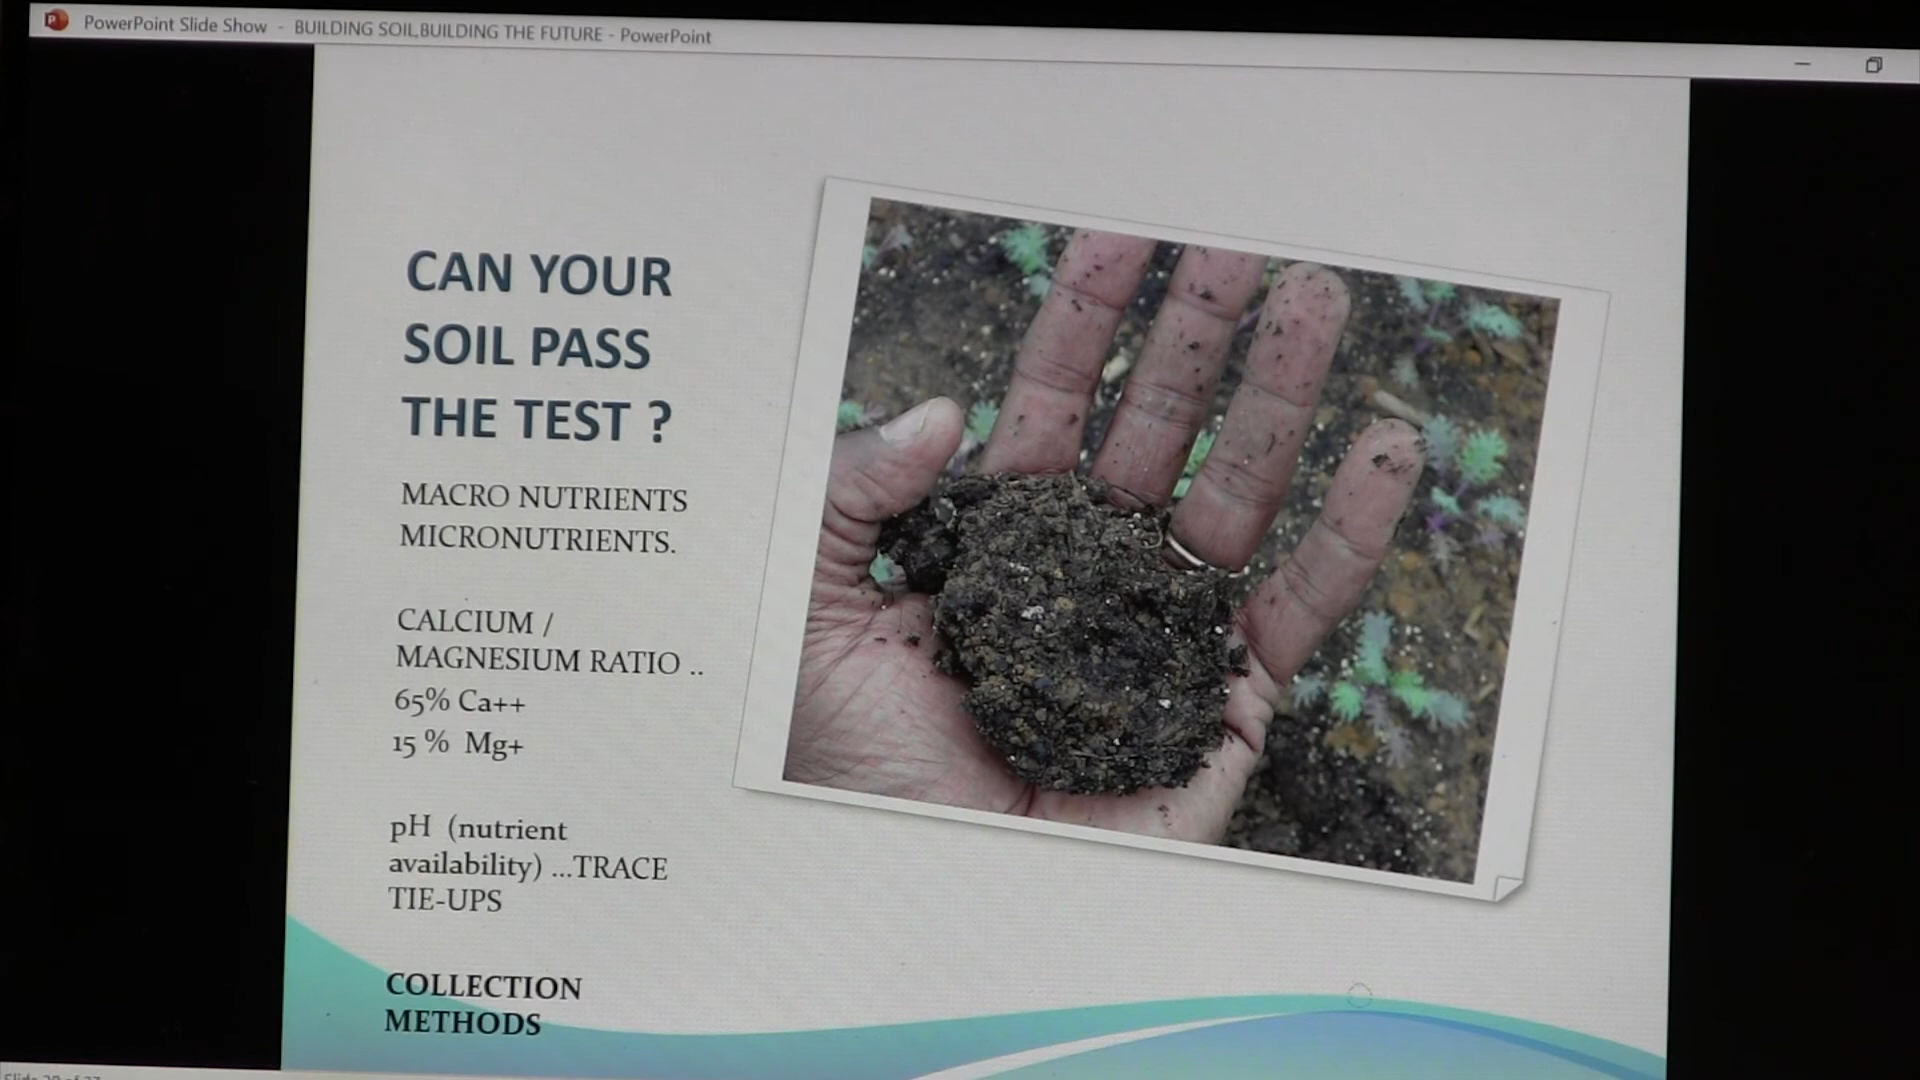 PowerPoint Slide Show - BUILDING SOIL,BUILDING THE FUTURE - PowerPoint
CAN YOUR
SOIL PASS
THE TEST ?
MACRO NUTRIENTS
MICRONUTRIENTS.
CALCIUM /
MAGNESIUM RATIO ..
65% Ca++
15 % Mg+
pH (nutrient
availability) ...TRACE
TIE-UPS
COLLECTION
METHODS